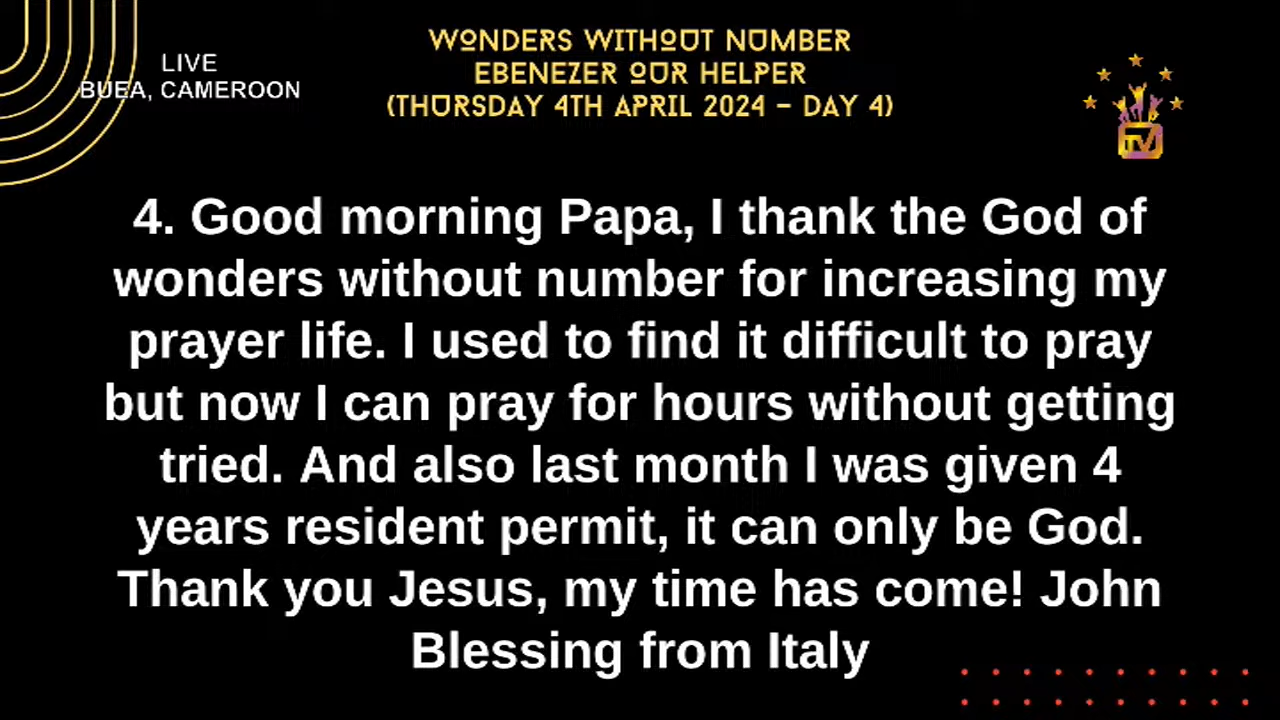 LIVE
BUEA, CAMEROON
WONDERS WITHOUT NUMBER
EBENEZER OUR HELPER
(THURSDAY 4TH APRIL 2024 - DAY 4)
TV
4. Good morning Papa, I thank the God of
wonders without number for increasing my
prayer life. I used to find it difficult to pray
but now I can pray for hours without getting
tried. And also last month I was given 4
years resident permit, it can only be God.
Thank you Jesus, my time has come! John
Blessing from Italy